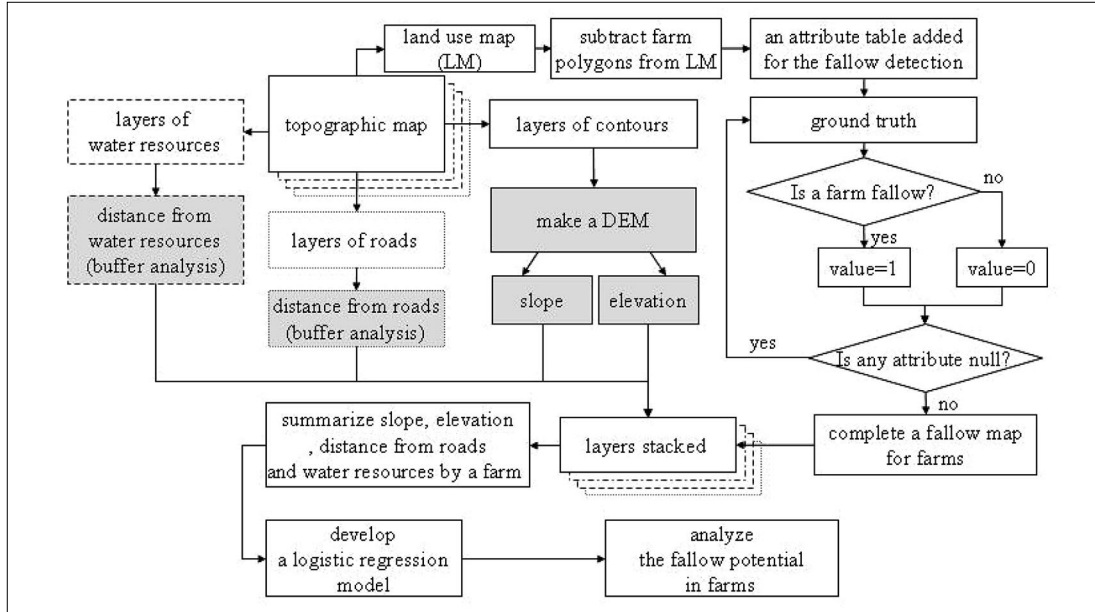 land use map
(LM)
subtract farm
polygons from LM
an attribute table added
for the fallow detection
layers of
water resources
topographic map
layers of contours
ground truth
distance from
water resources
(buffer analysis)
layers of roads
make a DEM
Is a farm fallow?
no
yes
value=1
value=0
distance from roads
(buffer analysis)
slope
elevation
yes
Is any attribute null?
no
summarize slope, elevation
, distance from roads
and water resources by a farm
layers stacked
complete a fallow map
for farms
develop
a logistic regression
model
analyze
the fallow potential
in farms